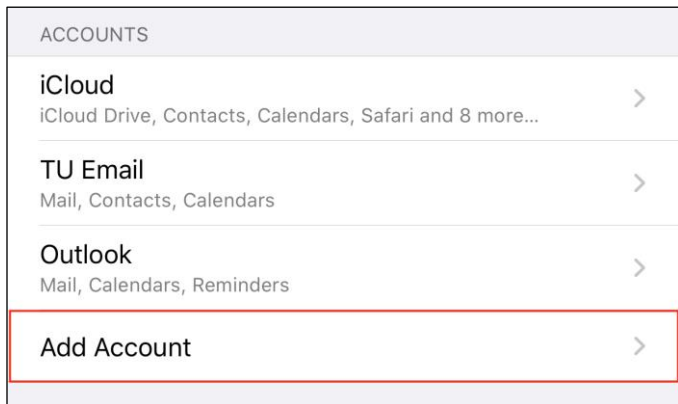 ACCOUNTS
iCloud
iCloud Drive, Contacts, Calendars, Safari and 8 more...
TU Email
Mail, Contacts, Calendars
Outlook
Mail, Calendars, Reminders
Add Account